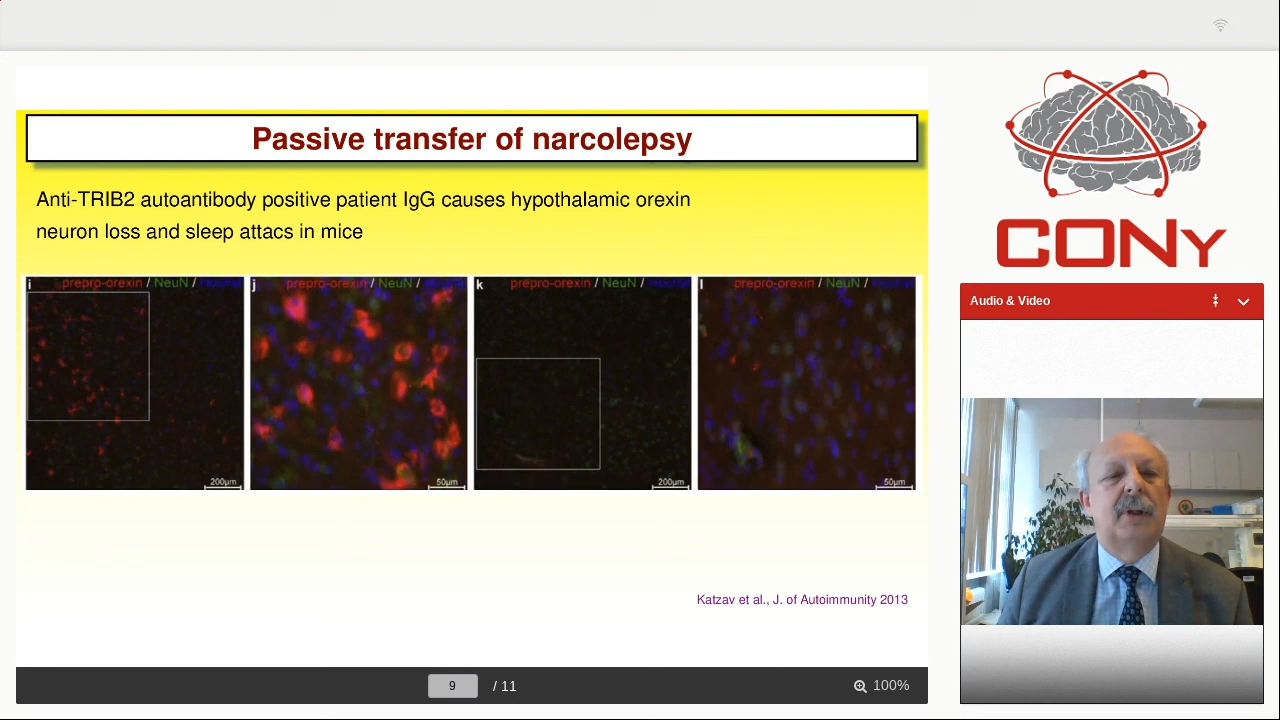 Passive transfer of narcolepsy
Anti-TRIB2 autoantibody positive patient IgG causes hypothalamic orexin
neuron loss and sleep attacs in mice
i prepro-orexin / NeuN /
j prepro-orexin / NeuN /
k prepro-orexin / NeuN /
l prepro-orexin / NeuN /
200µm
50µm
200µm
50µm
Katzav et al., J. of Autoimmunity 2013
9 / 11
100%
CONy
Audio & Video